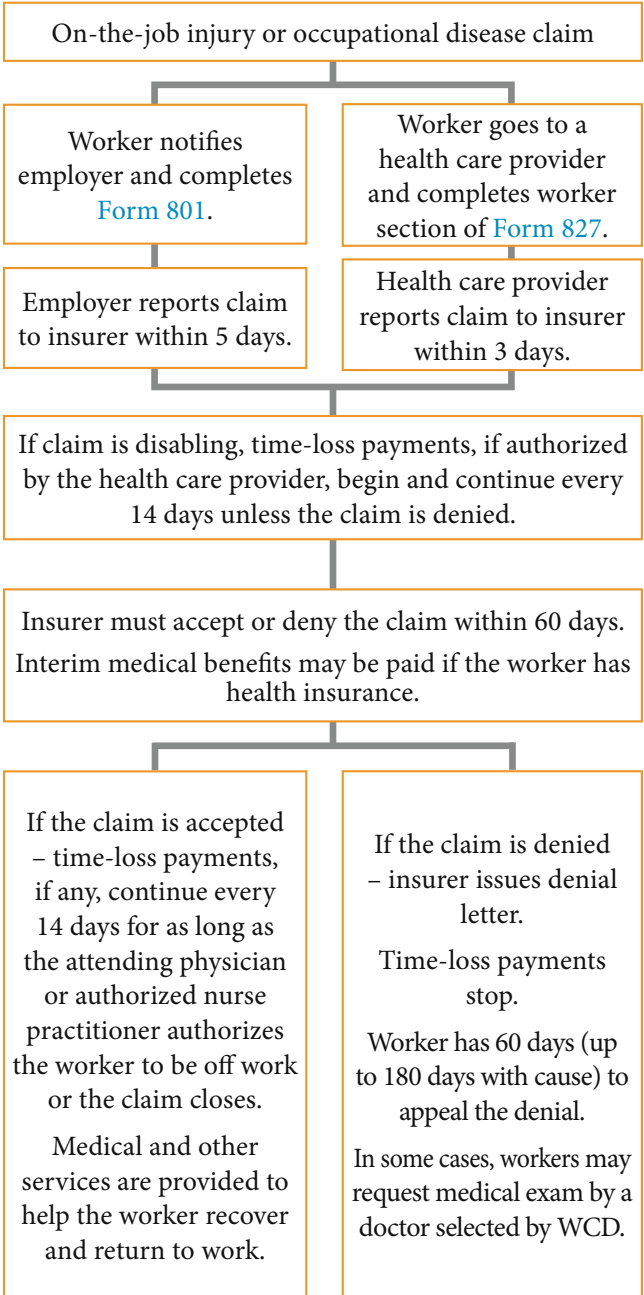 On-the-job injury or occupational disease claim
Worker notifies
employer and completes
Form 801.
Worker goes to a
health care provider
and completes worker
section of Form 827.
Employer reports claim
to insurer within 5 days.
Health care provider
reports claim to insurer
within 3 days.
If claim is disabling, time-loss payments, if authorized
by the health care provider, begin and continue every
14 days unless the claim is denied.
Insurer must accept or deny the claim within 60 days.
Interim medical benefits may be paid if the worker has
health insurance.
If the claim is accepted
– time-loss payments,
if any, continue every
14 days for as long as
the attending physician
or authorized nurse
practitioner authorizes
the worker to be off work
or the claim closes.
Medical and other
services are provided to
help the worker recover
and return to work.
If the claim is denied
– insurer issues denial
letter.
Time-loss payments
stop.
Worker has 60 days (up
to 180 days with cause) to
appeal the denial.
In some cases, workers may
request medical exam by a
doctor selected by WCD.